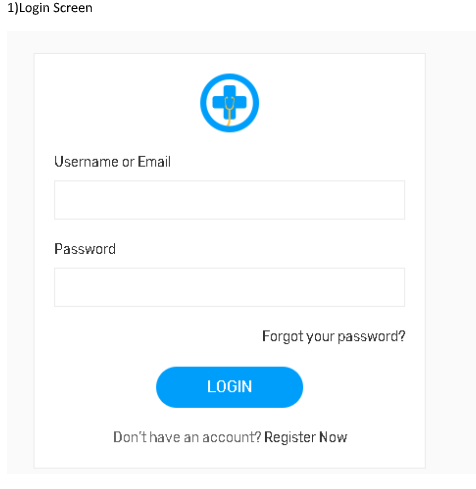 1)Login Screen
Username or Email
Password
Forgot your password?
LOGIN
Don't have an account? Register Now